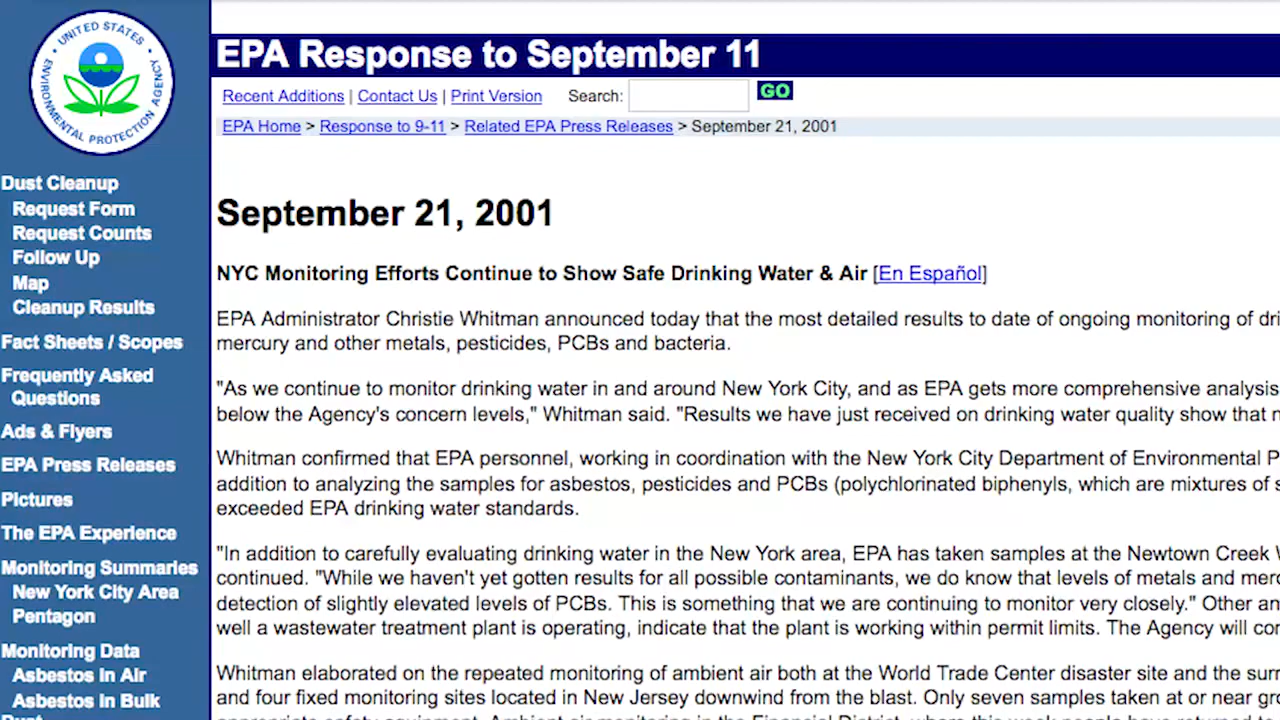 UNITED STATES
ENVIRONMENTAL PROTECTION AGENCY
EPA Response to September 11
Recent Additions | Contact Us | Print Version Search: GO
EPA Home > Response to 9-11 > Related EPA Press Releases > September 21, 2001
Dust Cleanup
Request Form
Request Counts
Follow Up
Map
Cleanup Results
Fact Sheets / Scopes
Frequently Asked
Questions
Ads & Flyers
EPA Press Releases
Pictures
The EPA Experience
Monitoring Summaries
New York City Area
Pentagon
Monitoring Data
Asbestos in Air
Asbestos in Bulk
September 21, 2001
NYC Monitoring Efforts Continue to Show Safe Drinking Water & Air [En Español]
EPA Administrator Christie Whitman announced today that the most detailed results to date of ongoing monitoring of dri
mercury and other metals, pesticides, PCBs and bacteria.
"As we continue to monitor drinking water in and around New York City, and as EPA gets more comprehensive analysis
below the Agency's concern levels," Whitman said. "Results we have just received on drinking water quality show that n
Whitman confirmed that EPA personnel, working in coordination with the New York City Department of Environmental P
addition to analyzing the samples for asbestos, pesticides and PCBs (polychlorinated biphenyls, which are mixtures of s
exceeded EPA drinking water standards.
"In addition to carefully evaluating drinking water in the New York area, EPA has taken samples at the Newtown Creek W
continued. "While we haven't yet gotten results for all possible contaminants, we do know that levels of metals and merc
detection of slightly elevated levels of PCBs. This is something that we are continuing to monitor very closely." Other an
well a wastewater treatment plant is operating, indicate that the plant is working within permit limits. The Agency will con
Whitman elaborated on the repeated monitoring of ambient air both at the World Trade Center disaster site and the surr
and four fixed monitoring sites located in New Jersey downwind from the blast. Only seven samples taken at or near gr